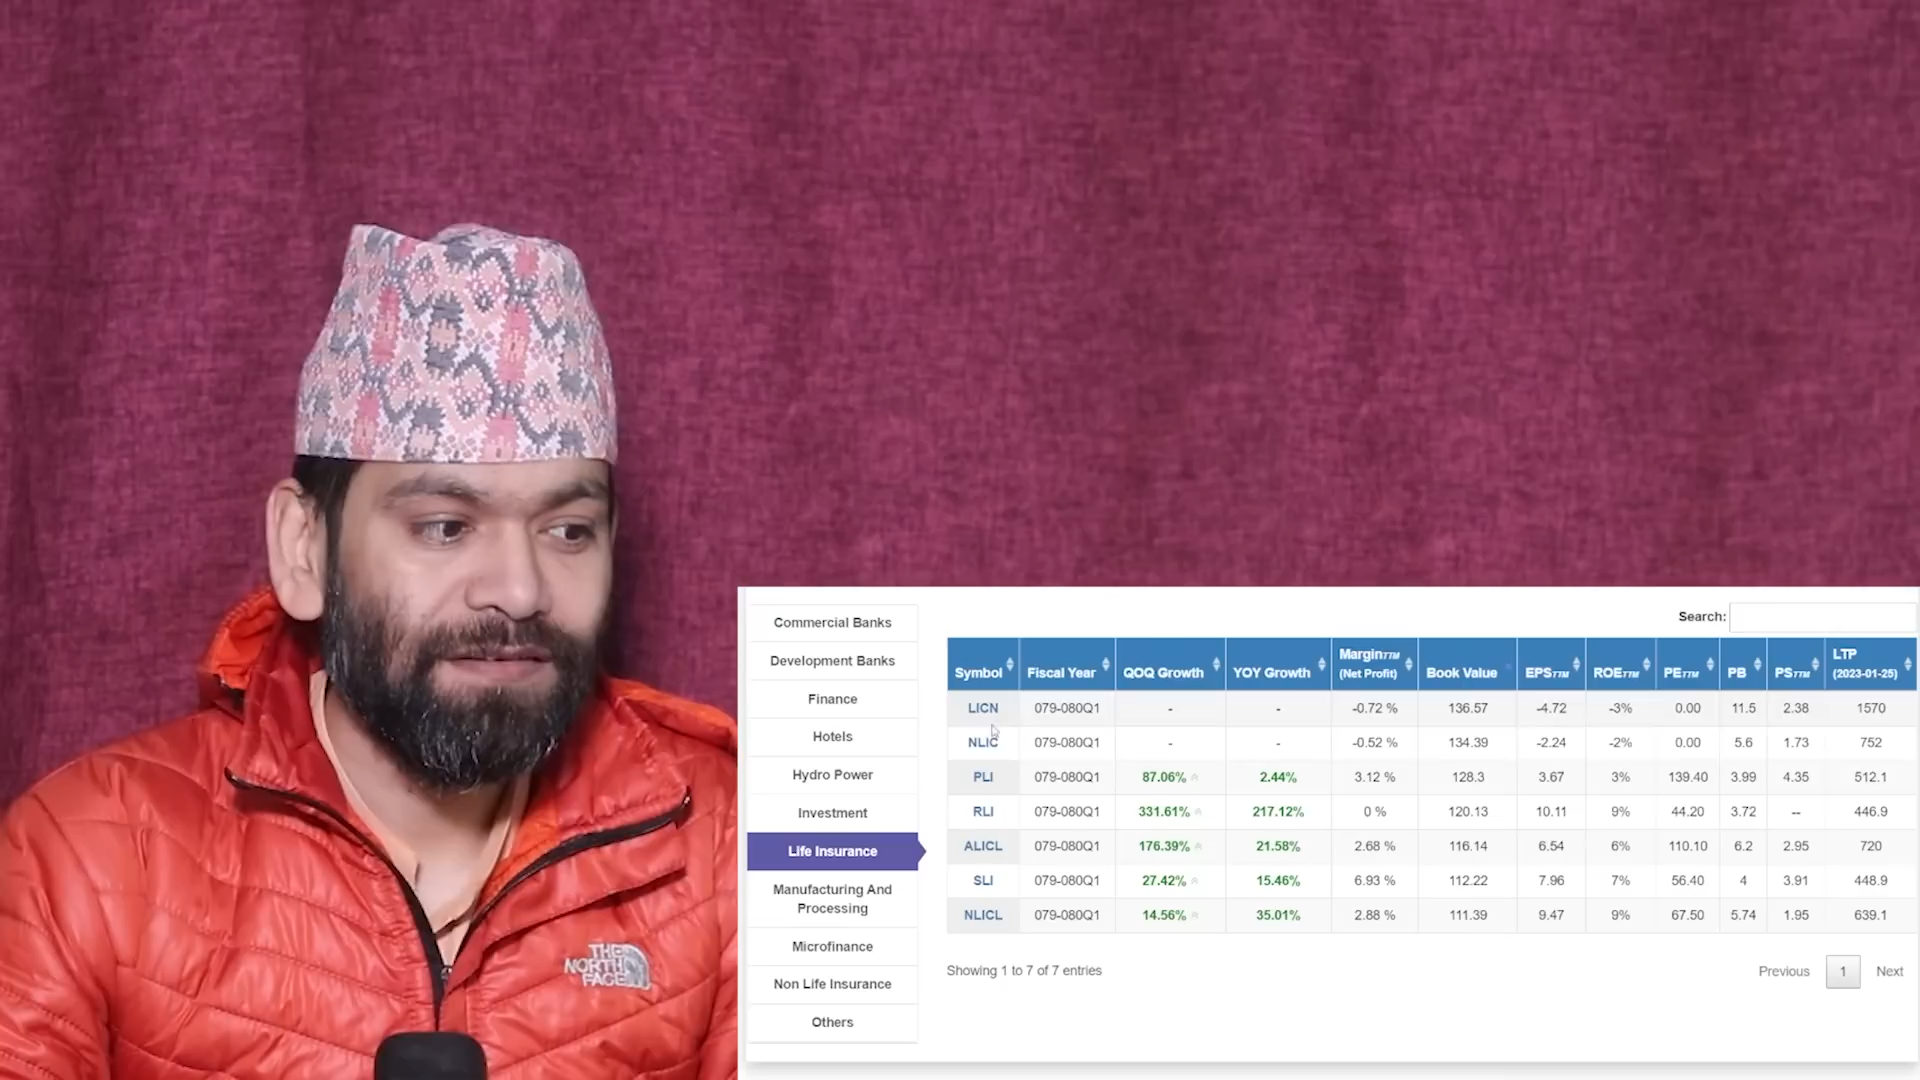 THE
NORTH
FACE
Commercial Banks
Development Banks
Finance
Hotels
Hydro Power
Investment
Life Insurance
Manufacturing And
Processing
Microfinance
Non Life Insurance
Others
Search:
Symbol Fiscal Year QOQ Growth YOY Growth MarginTTM (Net Profit) Book Value EPSTTM ROETTM PETTM PB PSTTM LTP (2023-01-25)
LICN 079-080Q1 - - -0.72 % 136.57 -4.72 -3% 0.00 11.5 2.38 1570
NLIC 079-080Q1 - - -0.52 % 134.39 -2.24 -2% 0.00 5.6 1.73 752
PLI 079-080Q1 87.06% 2.44% 3.12 % 128.3 3.67 3% 139.40 3.99 4.35 512.1
RLI 079-080Q1 331.61% 217.12% 0 % 120.13 10.11 9% 44.20 3.72 -- 446.9
ALICL 079-080Q1 176.39% 21.58% 2.68 % 116.14 6.54 6% 110.10 6.2 2.95 720
SLI 079-080Q1 27.42% 15.46% 6.93 % 112.22 7.96 7% 56.40 4 3.91 448.9
NLICL 079-080Q1 14.56% 35.01% 2.88 % 111.39 9.47 9% 67.50 5.74 1.95 639.1
Showing 1 to 7 of 7 entries
Previous 1 Next